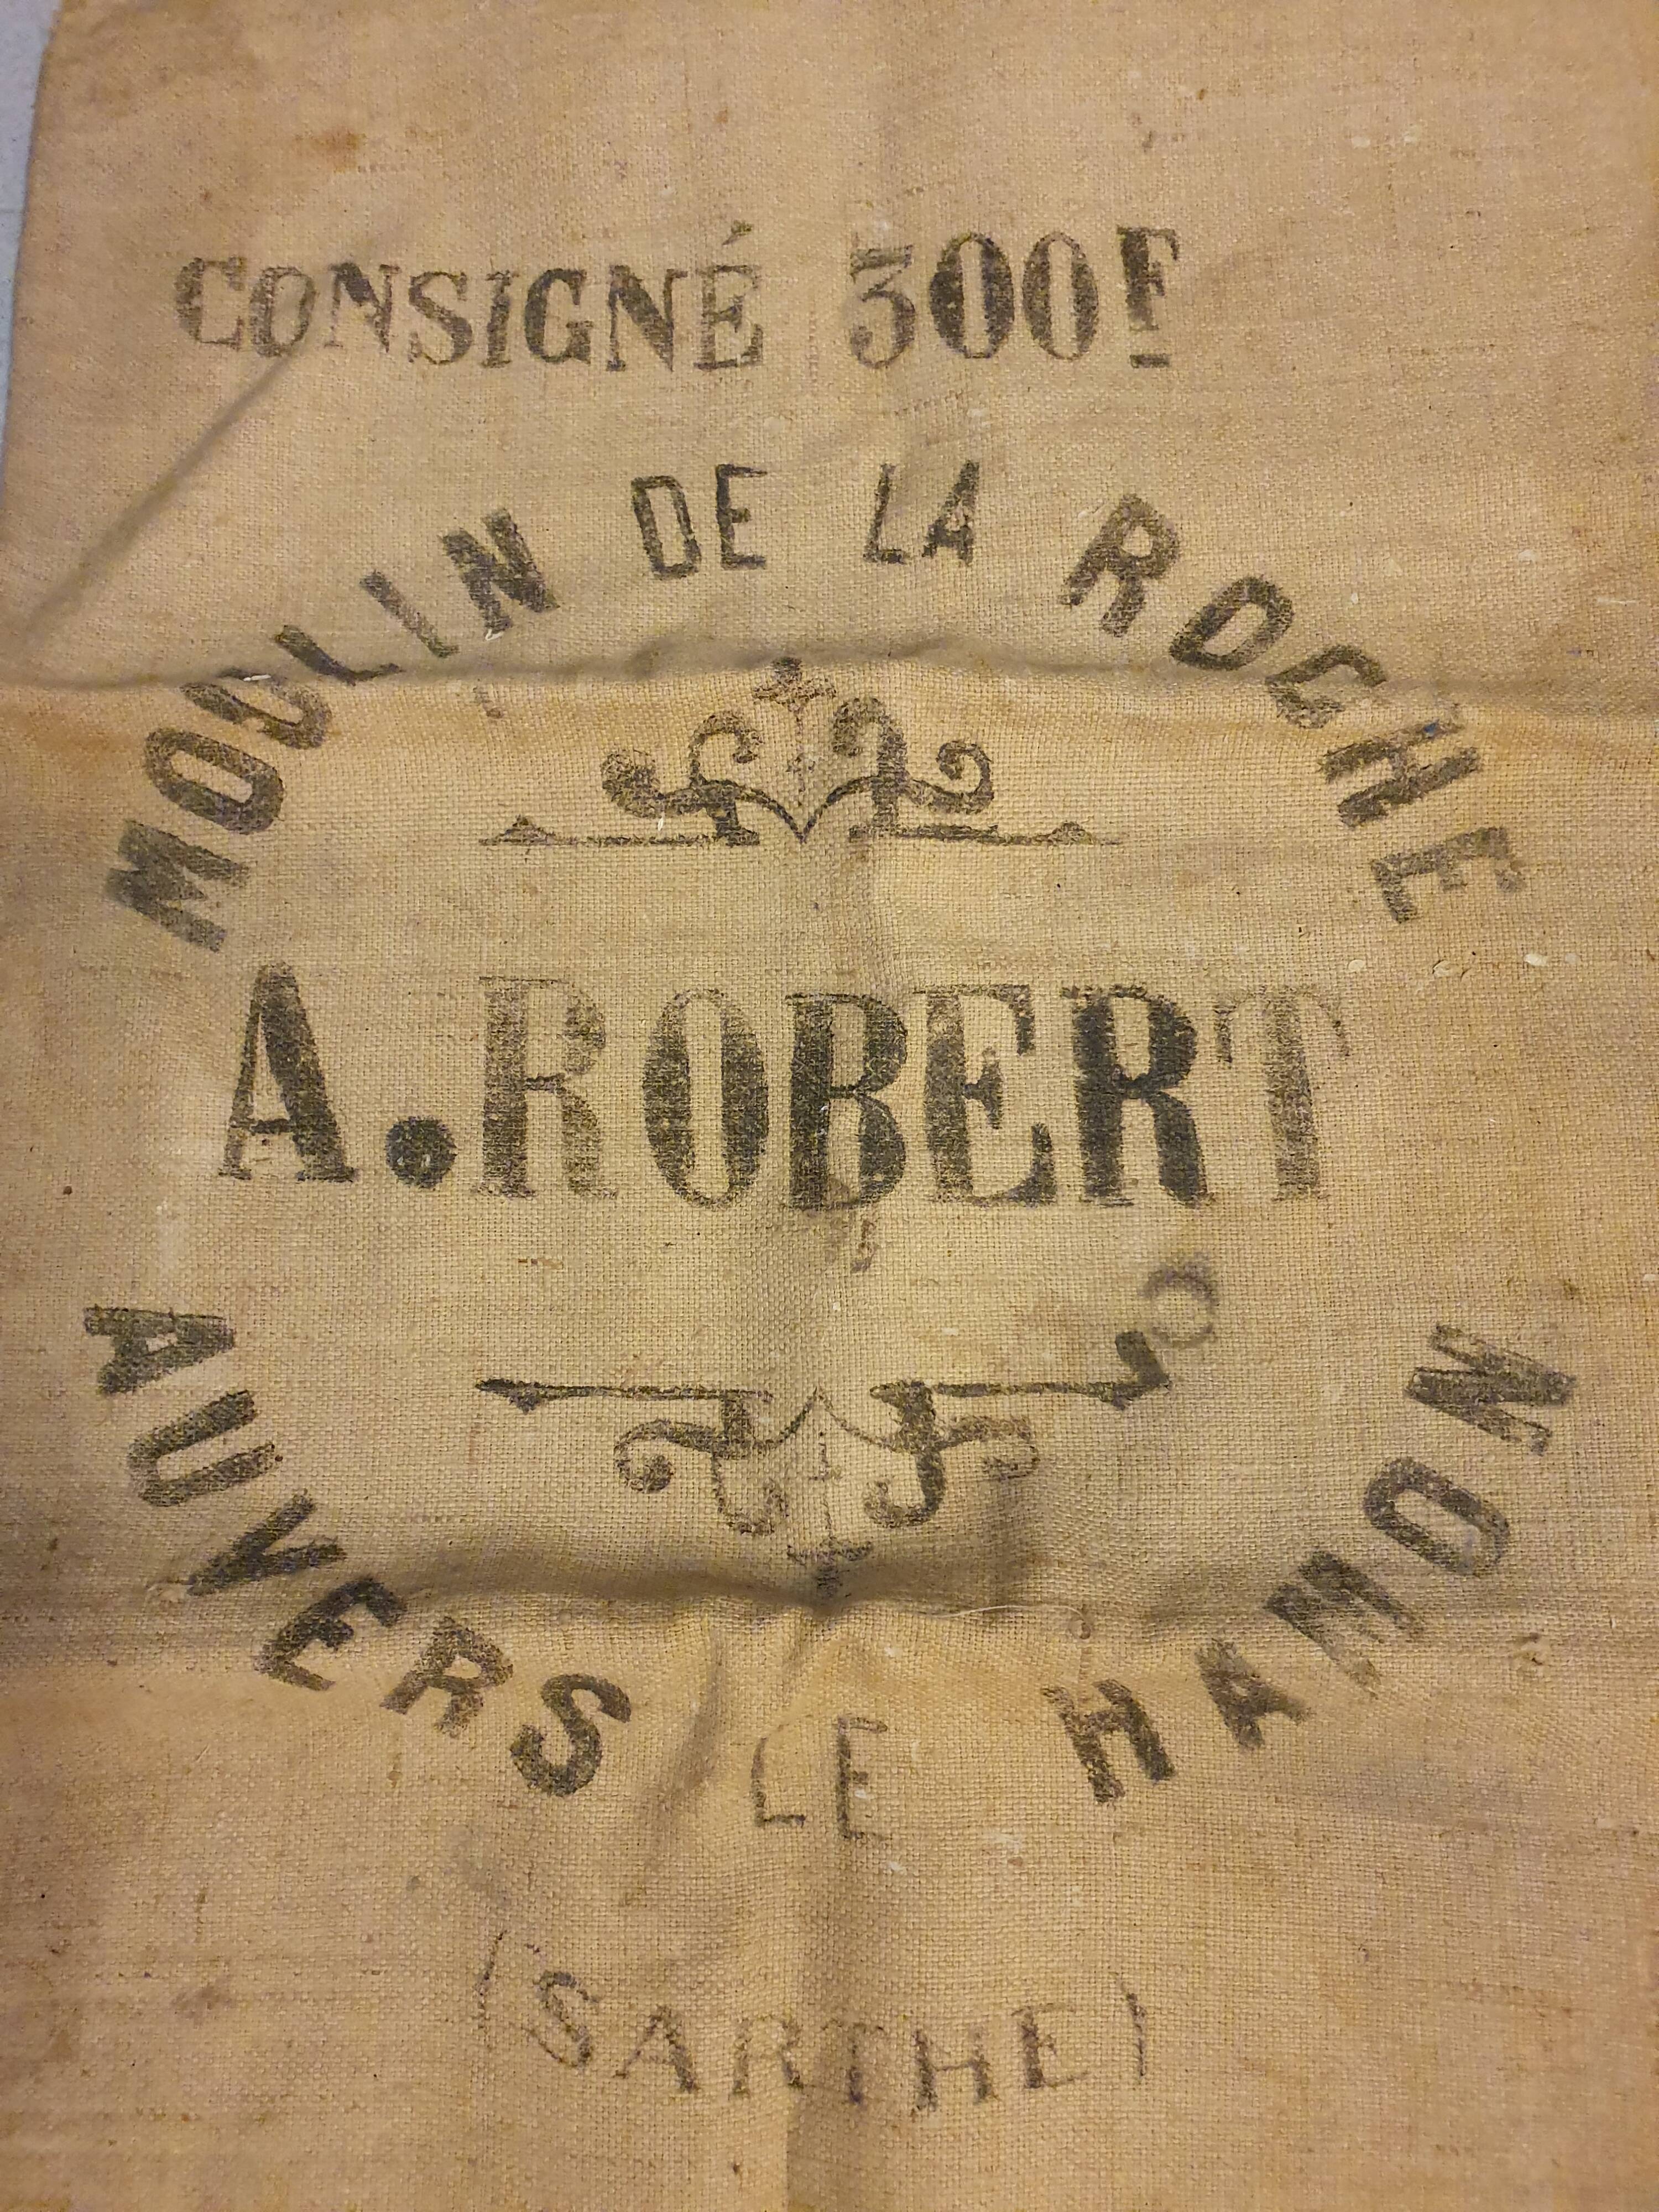 CONSIGNÉ 300F
MOULIN DE LA ROCHE
A. ROBERT
AUVERS LE HAMON
(SARTHE)